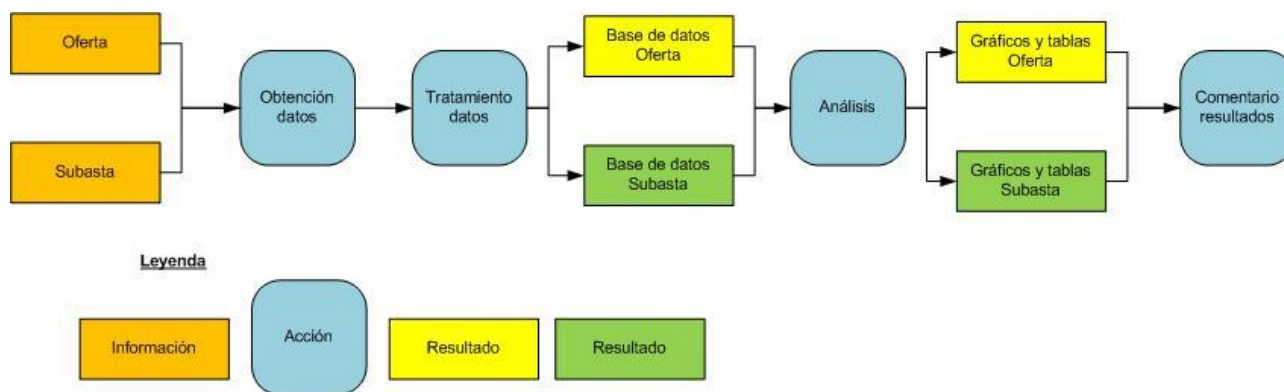 Oferta
Subasta
Obtención
datos
Tratamiento
datos
Base de datos
Oferta
Base de datos
Subasta
Análisis
Gráficos y tablas
Oferta
Gráficos y tablas
Subasta
Comentario
resultados
Leyenda
Información
Acción
Resultado
Resultado